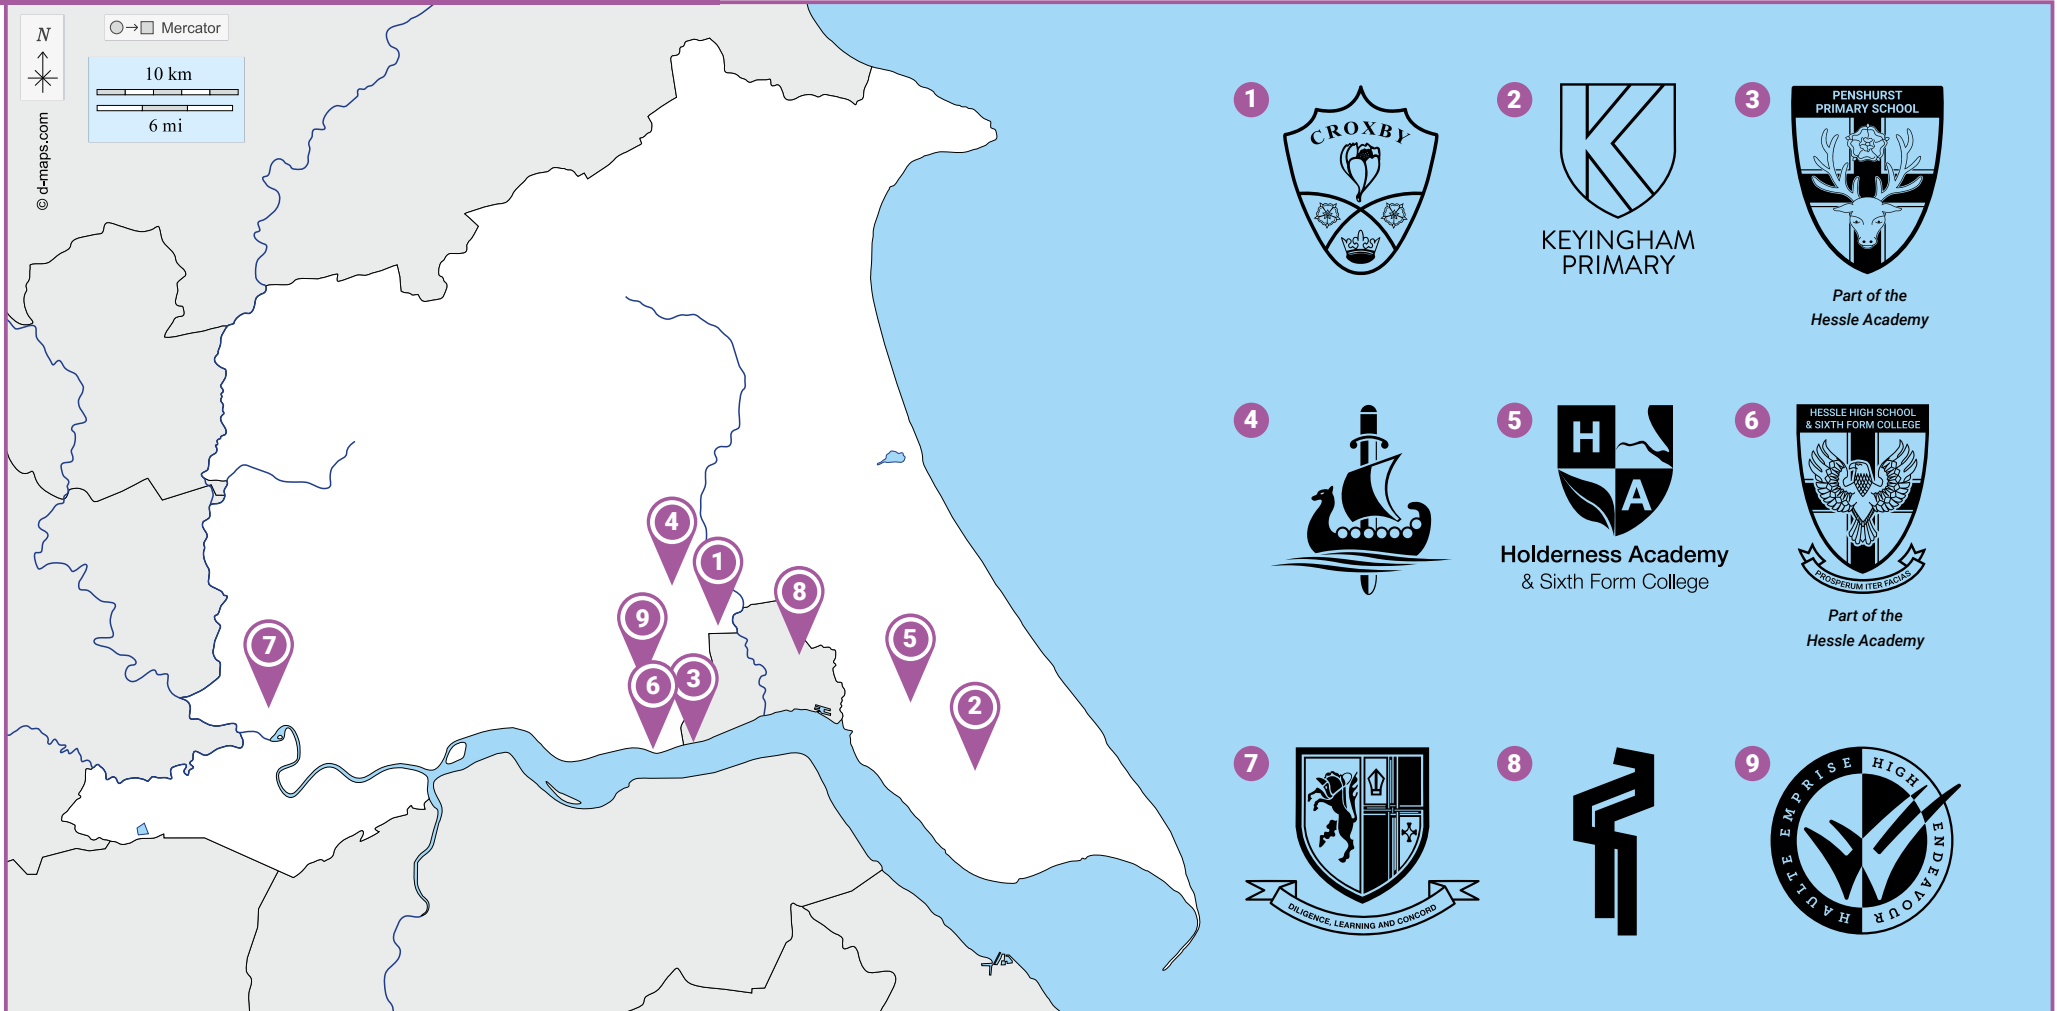 N
Mercator
10 km
6 mi
© d-maps.com
4
1
8
9
5
7
6
3
2
1
CROXBY
2
K
KEYINGHAM
PRIMARY
3
PENSHURST
PRIMARY SCHOOL
Part of the
Hessle Academy
4
5
H
A
Holderness Academy
& Sixth Form College
6
HESSLE HIGH SCHOOL
& SIXTH FORM COLLEGE
PROSPERUM ITER FACIAS
Part of the
Hessle Academy
7
DILIGENCE, LEARNING AND CONCORD
8
9
HAULTE EMPRISE
HIGH ENDEAVOUR